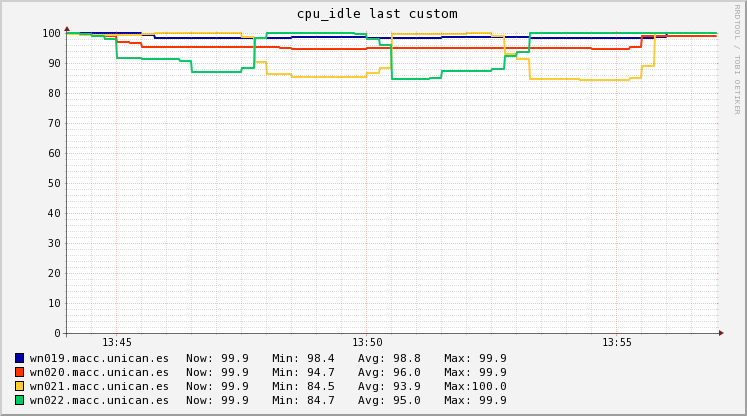 cpu_idle last custom
RRDTOOL / TOBI OETIKER
100
90
80
70
60
50
40
30
20
10
0
13:45 13:50 13:55
wn019.macc.unican.es Now: 99.9 Min: 98.4 Avg: 98.8 Max: 99.9
wn020.macc.unican.es Now: 99.9 Min: 94.7 Avg: 96.0 Max: 99.9
wn021.macc.unican.es Now: 99.9 Min: 84.5 Avg: 93.9 Max:100.0
wn022.macc.unican.es Now: 99.9 Min: 84.7 Avg: 95.0 Max: 99.9